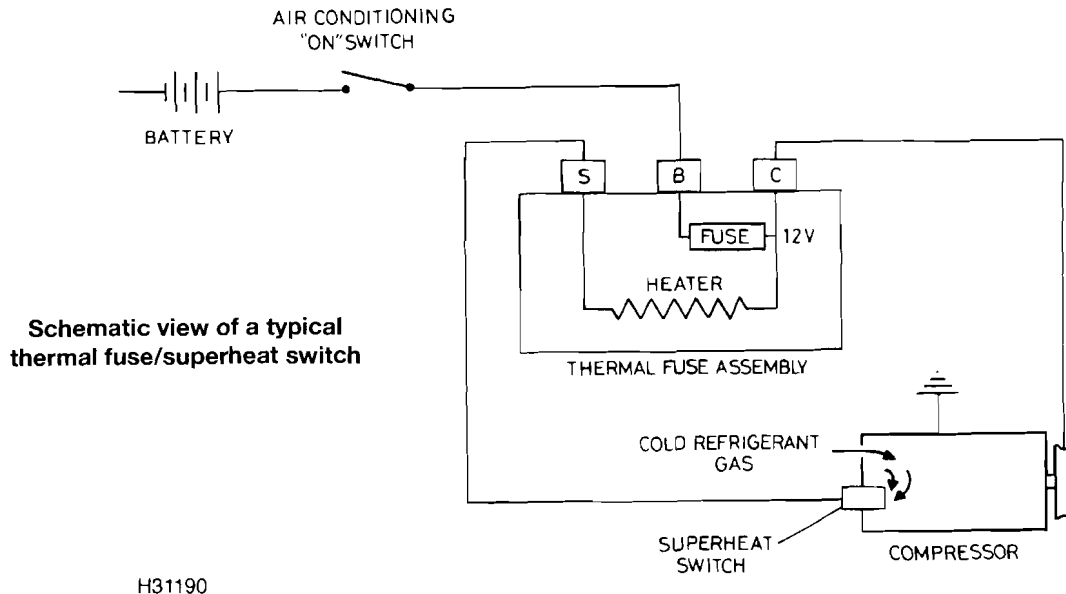 AIR CONDITIONING
"ON" SWITCH
BATTERY
S
B
C
FUSE
12V
HEATER
THERMAL FUSE ASSEMBLY
Schematic view of a typical
thermal fuse/superheat switch
COLD REFRIGERANT
GAS
SUPERHEAT
SWITCH
COMPRESSOR
H31190